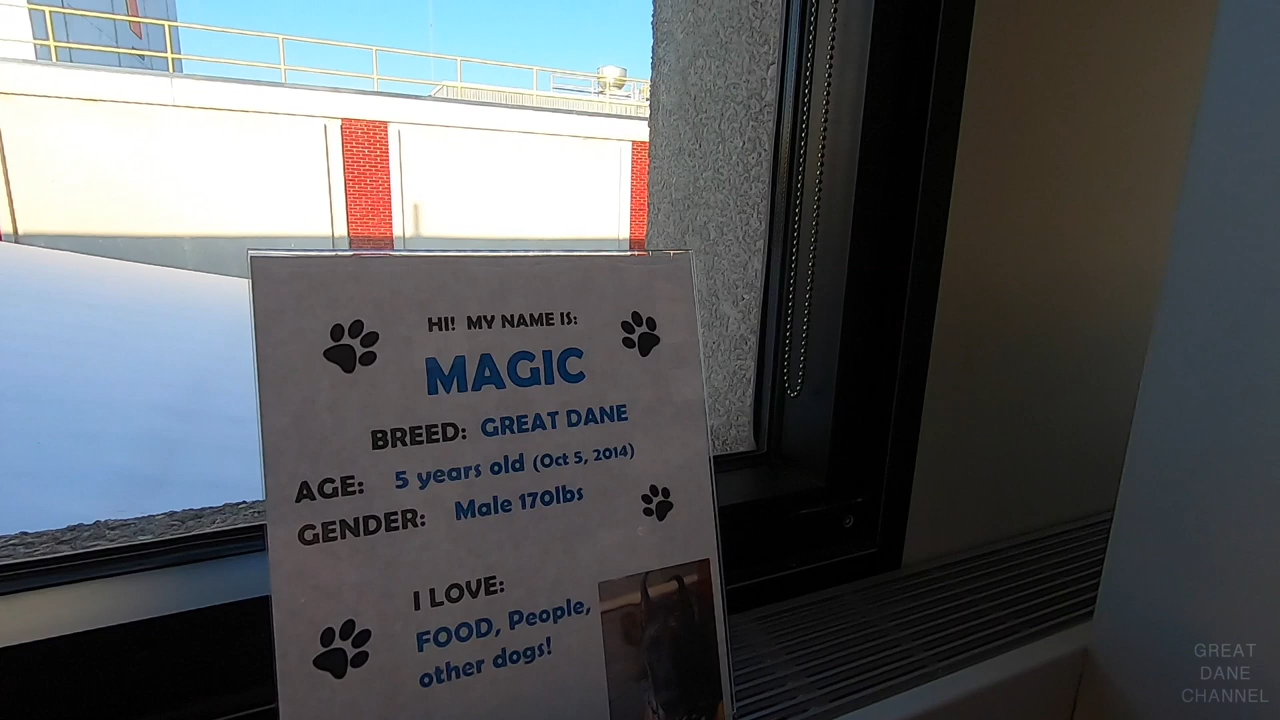 HI! MY NAME IS:
MAGIC
BREED: GREAT DANE
AGE: 5 years old (Oct 5, 2014)
GENDER: Male 170lbs
I LOVE:
FOOD, People,
other dogs!
GREAT
DANE
CHANNEL